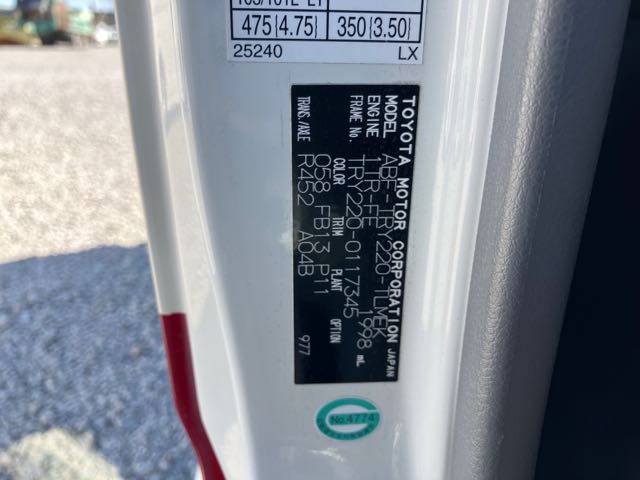 475(4.75) 350(3.50)
25240 LX
TOYOTA MOTOR CORPORATION JAPAN
MODEL ABF-TRY220-TLMEK
ENGINE 1TR-FE 1998 mL
FRAME No. TRY220-0117345
COLOR TRIM PLANT OPTION
058 FB13 P11
TRANS./AXLE R452 A04B 977
No.4774